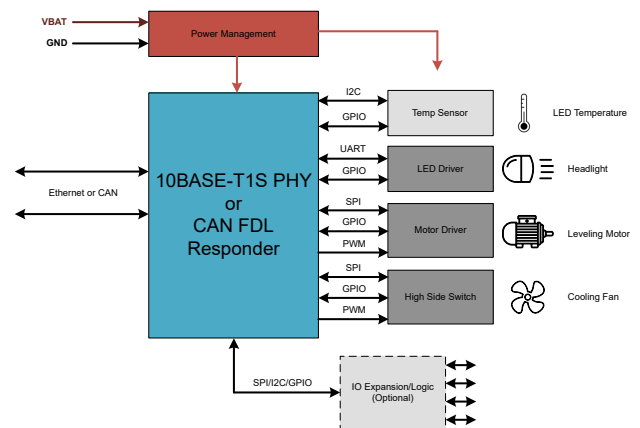 VBAT
GND
Power Management
I2C
GPIO
Temp Sensor
LED Temperature
UART
GPIO
LED Driver
Headlight
Ethernet or CAN
10BASE-T1S PHY
or
CAN FDL
Responder
SPI
GPIO
PWM
Motor Driver
Leveling Motor
SPI
GPIO
PWM
High Side Switch
Cooling Fan
SPI/I2C/GPIO
IO Expansion/Logic
(Optional)